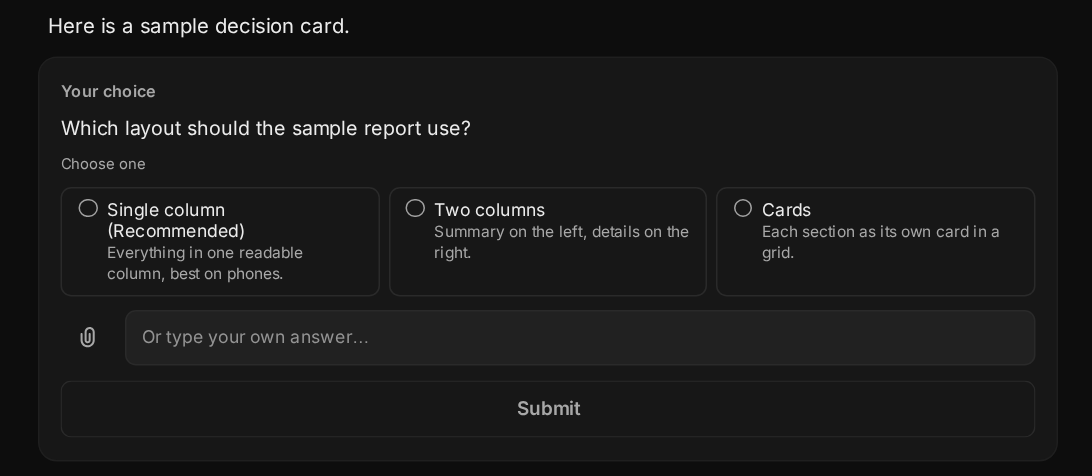 Here is a sample decision card.
Your choice
Which layout should the sample report use?
Choose one
Single column
(Recommended)
Everything in one readable
column, best on phones.
Two columns
Summary on the left, details on the
right.
Cards
Each section as its own card in a
grid.
Or type your own answer...
Submit